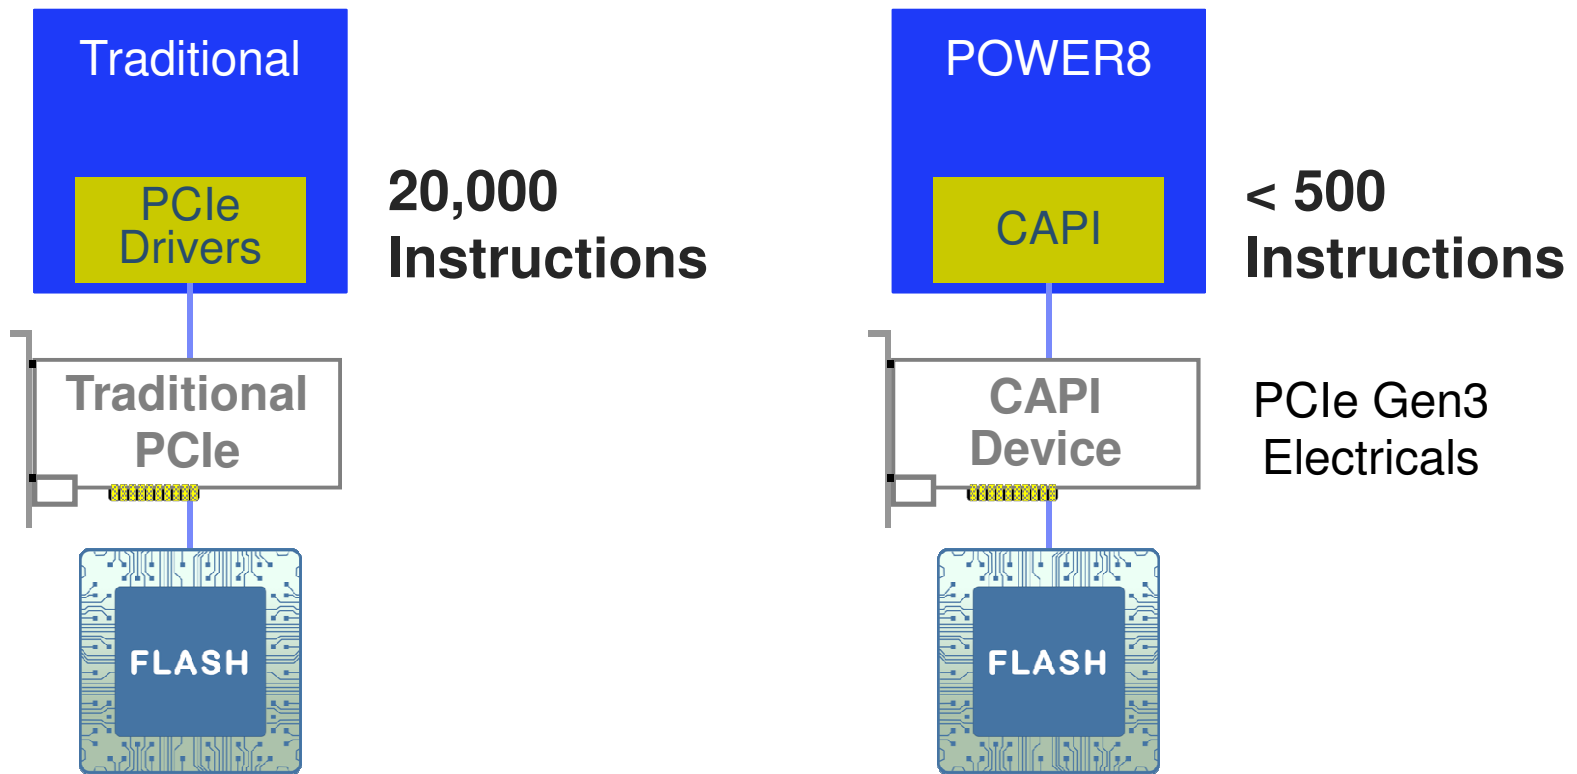 Traditional
PCIe
Drivers
20,000
Instructions
Traditional
PCIe
FLASH
POWER8
CAPI
< 500
Instructions
CAPI
Device
PCIe Gen3
Electricals
FLASH